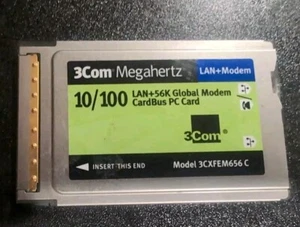 3Com Megahertz LAN+Modem
10/100 LAN+56K Global Modem
CardBus PC Card
3Com
INSERT THIS END Model 3CXFEM656 C